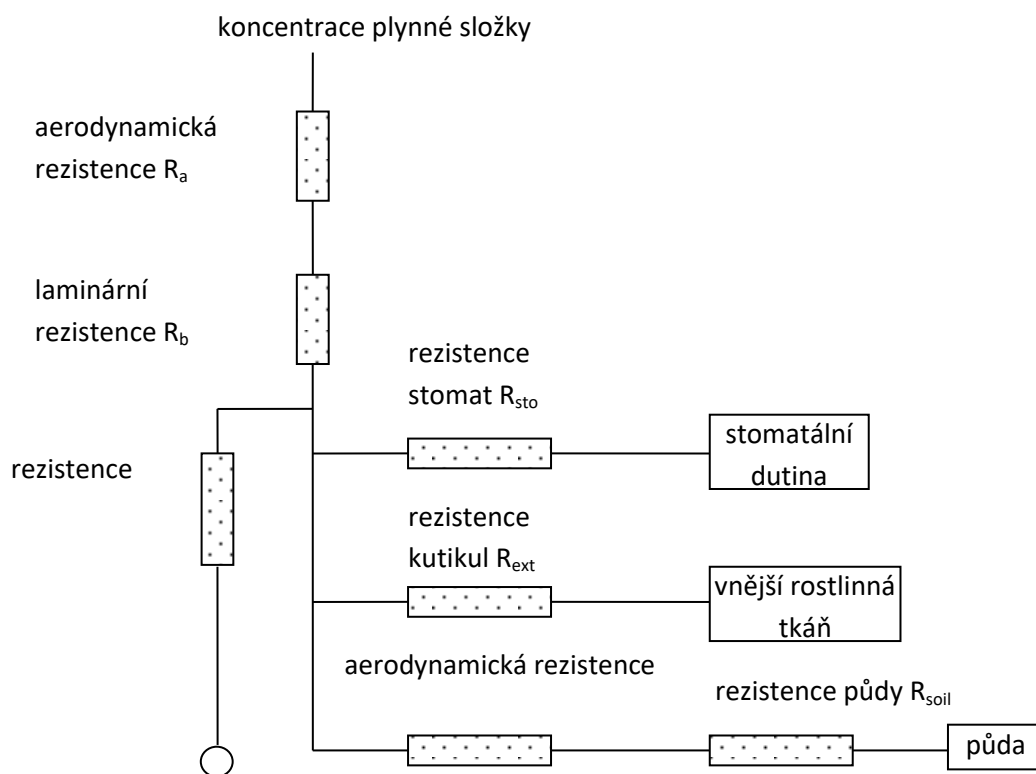 koncentrace plynné složky
aerodynamická
rezistence Ra
laminární
rezistence Rb
rezistence
stomat Rsto
stomatální
dutina
rezistence
rezistence
kutikul Rext
vnější rostlinná
tkáň
aerodynamická rezistence
rezistence půdy Rsoil
půda